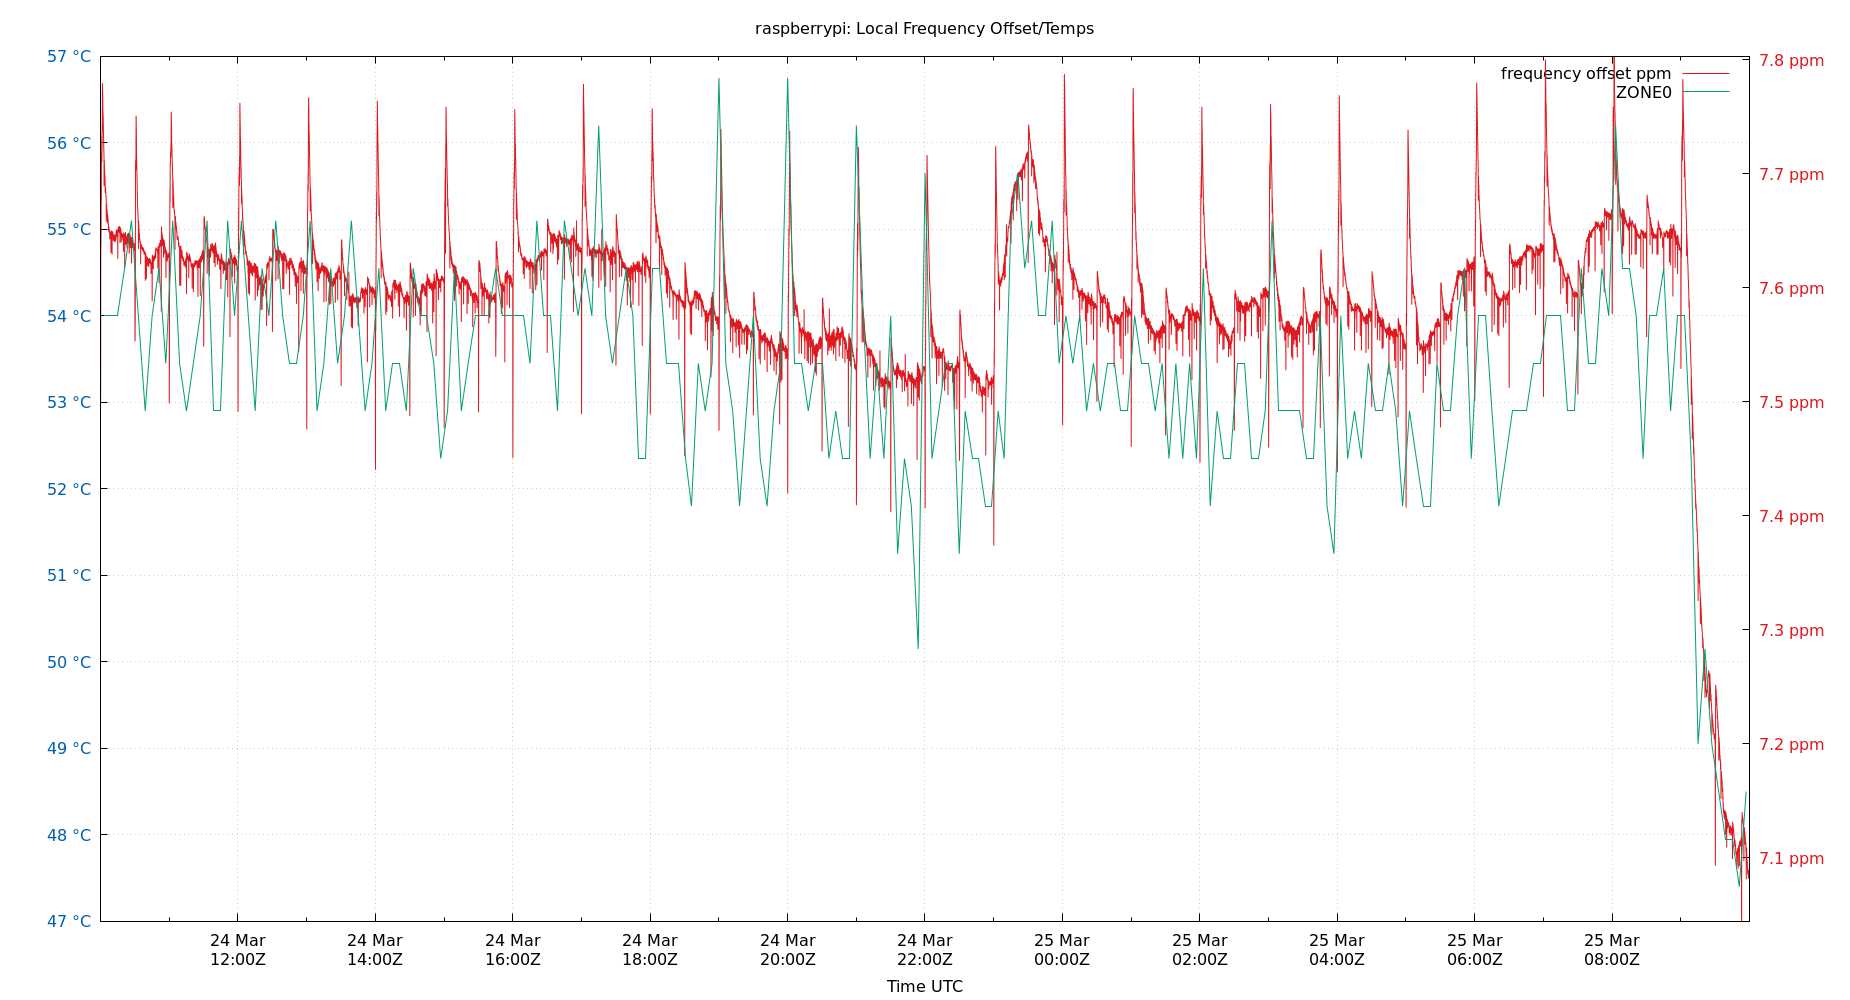 raspberrypi: Local Frequency Offset/Temps
57 °C
56 °C
55 °C
54 °C
53 °C
52 °C
51 °C
50 °C
49 °C
48 °C
47 °C
7.8 ppm
7.7 ppm
7.6 ppm
7.5 ppm
7.4 ppm
7.3 ppm
7.2 ppm
7.1 ppm
frequency offset ppm
ZONE0
24 Mar
12:00Z
24 Mar
14:00Z
24 Mar
16:00Z
24 Mar
18:00Z
24 Mar
20:00Z
24 Mar
22:00Z
25 Mar
00:00Z
25 Mar
02:00Z
25 Mar
04:00Z
25 Mar
06:00Z
25 Mar
08:00Z
Time UTC